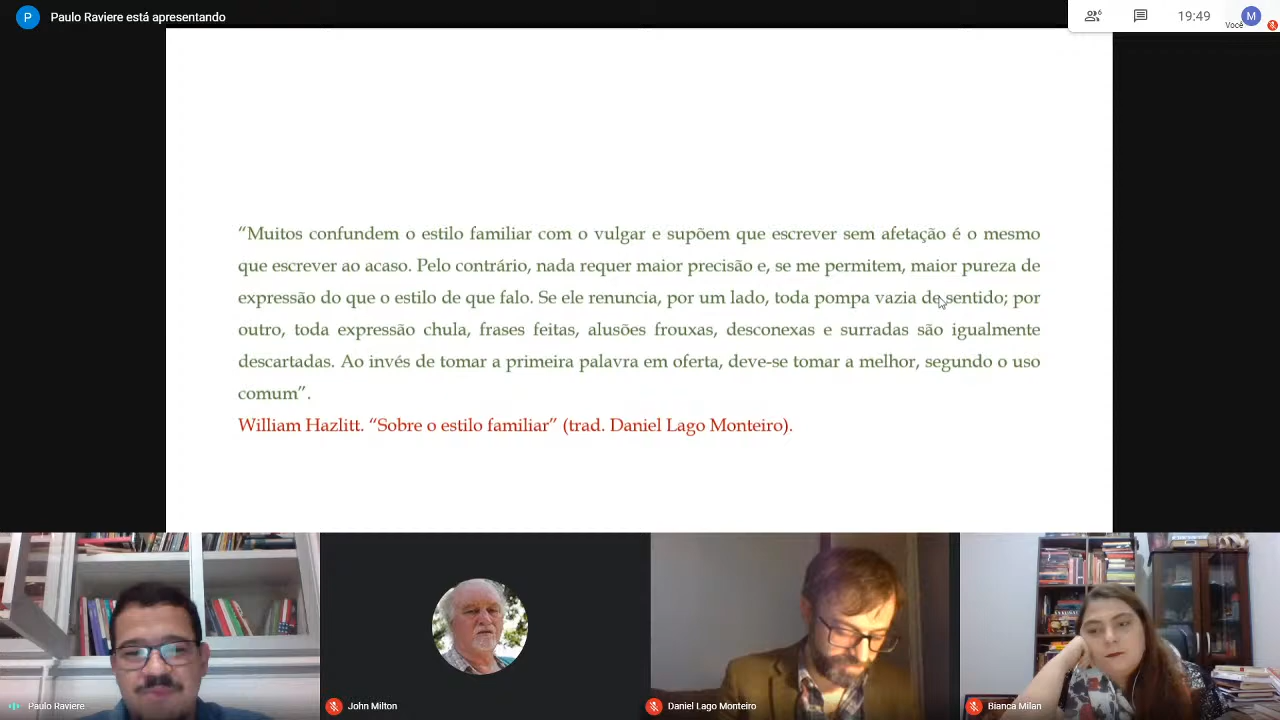 P Paulo Raviere está apresentando
6 19:49 Você M
“Muitos confundem o estilo familiar com o vulgar e supõem que escrever sem afetação é o mesmo
que escrever ao acaso. Pelo contrário, nada requer maior precisão e, se me permitem, maior pureza de
expressão do que o estilo de que falo. Se ele renuncia, por um lado, toda pompa vazia de sentido; por
outro, toda expressão chula, frases feitas, alusões frouxas, desconexas e surradas são igualmente
descartadas. Ao invés de tomar a primeira palavra em oferta, deve-se tomar a melhor, segundo o uso
comum”.
William Hazlitt. “Sobre o estilo familiar” (trad. Daniel Lago Monteiro).
Paulo Raviere
John Milton
Daniel Lago Monteiro
Bianca Milan